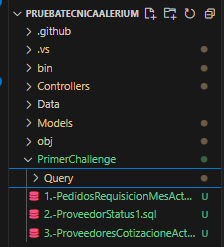 PRUEBATECNICAALERIUM
.github
.vs
bin
Controllers
Data
Models
obj
PrimerChallenge
Query
1.-PedidosRequisicionMesAct... U
2.-ProveedorStatus1.sql U
3.-ProveedoresCotizacioneAct... U